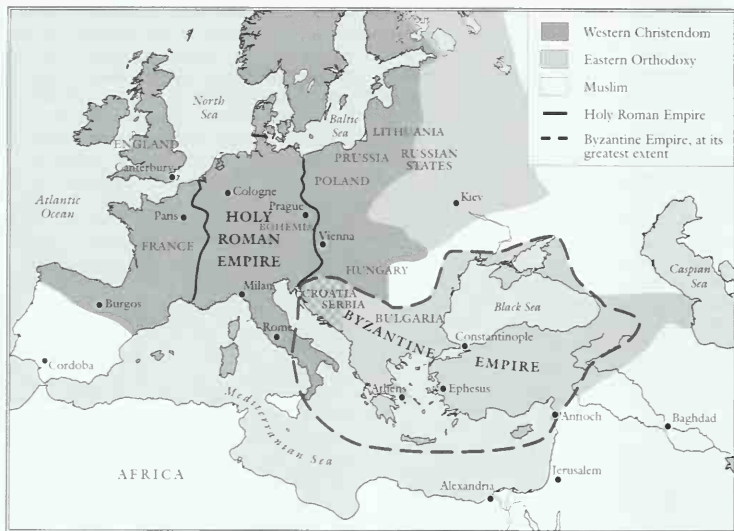 Western Christendom
Eastern Orthodoxy
Muslim
Holy Roman Empire
Byzantine Empire, at its
greatest extent
North
Sea
Baltic
Sea
LITHUANIA
ENGLAND
PRUSSIA
RUSSIAN
STATES
Canterbury
POLAND
Atlantic
Ocean
Cologne
Kiev
Paris
Prague
HOLY
ROMAN
EMPIRE
BOHEMIA
Vienna
FRANCE
HUNGARY
Caspian
Sea
Milan
CROATIA
SERBIA
Black Sea
Burgos
BULGARIA
Rome
BYZANTINE
EMPIRE
Constantinople
Cordoba
Athens
Ephesus
Mediterranean Sea
Antioch
Baghdad
AFRICA
Jerusalem
Alexandria